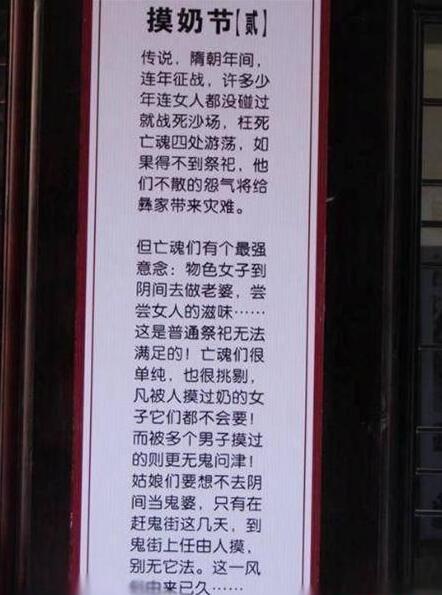 摸奶节【贰】
传说，隋朝年间，
连年征战，许多少
年连女人都没碰过
就战死沙场，枉死
亡魂四处游荡，如
果得不到祭祀，他
们不散的怨气将给
彝家带来灾难。
但亡魂们有个最强
意念：物色女子到
阴间去做老婆，尝
尝女人的滋味……
这是普通祭祀无法
满足的！亡魂们很
单纯，也很挑剔，
凡被人摸过奶的女
子它们都不会要！
而被多个男子摸过
的则更无鬼问津！
姑娘们要想不去阴
间当鬼婆，只有在
赶鬼街这几天，到
鬼街上任由人摸，
别无它法。这一风
来已久……